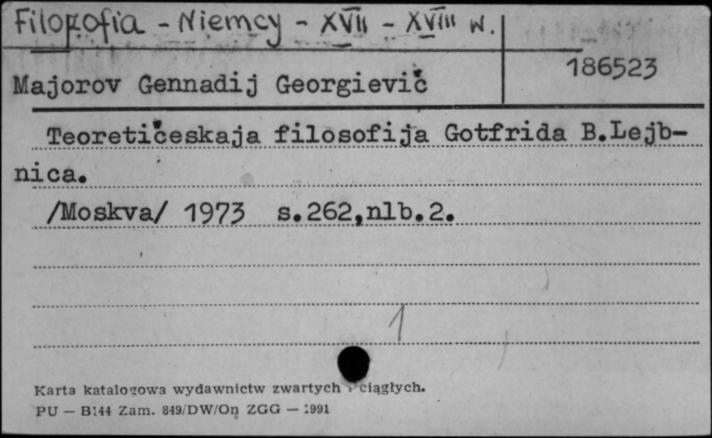 Filozofia - Niemcy - XVII - XVIII w.
186523
Majorov Gennadij Georgievič
Teoretičeskaja filosofija Gotfrida B.Lejb-
nica.
/Moskva/ 1973 s.262,nlb.2.
1
Karta katalogowa wydawnictw zwartych i ciągłych.
PU — B144 Zam. 849/DW/On ZGG — 1991